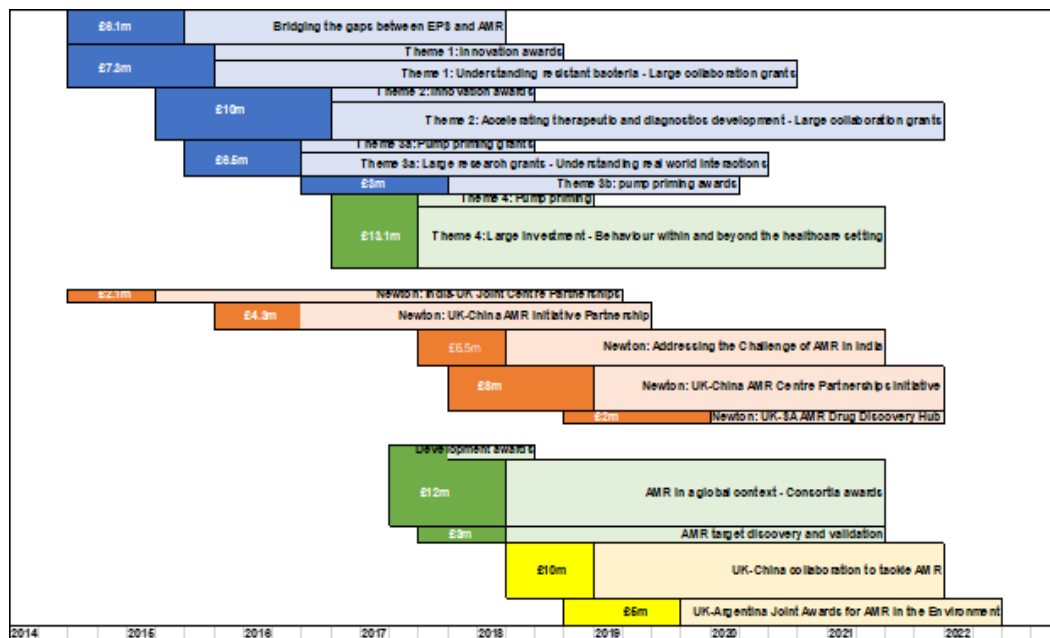 £6.1m Bridging the gaps between EPS and AMR
Theme 1: Innovation awards
£7.3m
Theme 1: Understanding resistant bacteria - Large collaboration grants
Theme 2: Innovation awards
£10m
Theme 2: Accelerating therapeutic and diagnostics development - Large collaboration grants
Theme 3a: Pump priming grants
£6.5m
Theme 3a: Large research grants - Understanding real world interactions
£3m Theme 3b: pump priming awards
Theme 4: Pump priming
£13.1m Theme 4: Large Investment - Behaviour within and beyond the healthcare setting
£2.1m Newton: India-UK Joint Centre Partnerships
£4.3m Newton: UK-China AMR Initiative Partnership
£6.5m Newton: Addressing the Challenge of AMR in India
£8m Newton: UK-China AMR Centre Partnerships Initiative
£2m Newton: UK-SA AMR Drug Discovery Hub
Development awards
£12m AMR in a global context - Consortia awards
£3m AMR target discovery and validation
£10m UK-China collaboration to tackle AMR
£5m UK-Argentina Joint Awards for AMR in the Environment
2014 2015 2016 2017 2018 2019 2020 2021 2022